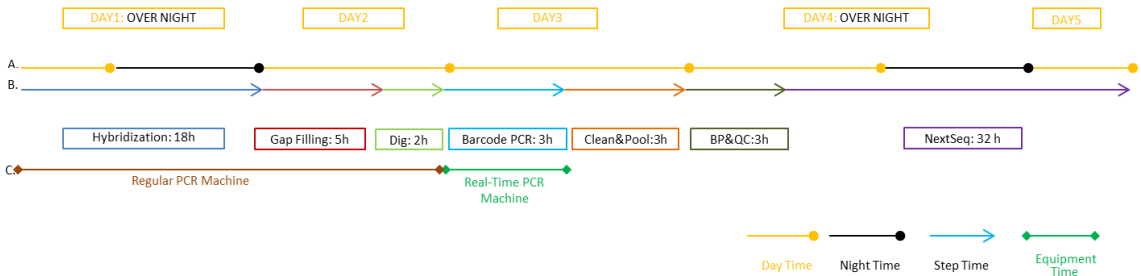 DAY1: OVER NIGHT
DAY2
DAY3
DAY4: OVER NIGHT
DAY5
A.
B.
Hybridization: 18h
Gap Filling: 5h
Dig: 2h
Barcode PCR: 3h
Clean&Pool:3h
BP&QC:3h
NextSeq: 32 h
C.
Regular PCR Machine
Real-Time PCR
Machine
Day Time
Night Time
Step Time
Equipment
Time